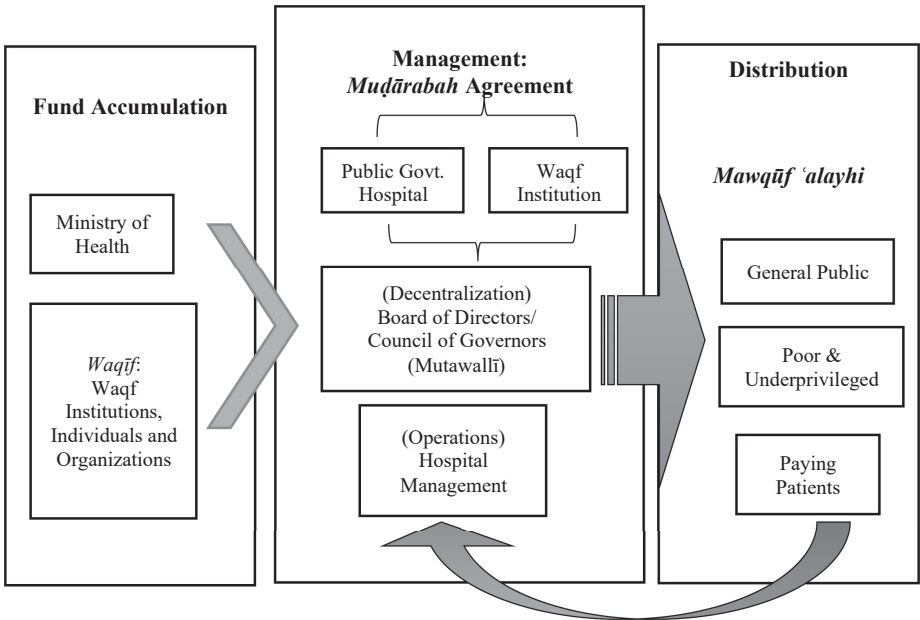 Fund Accumulation
Ministry of
Health
Waqīf:
Waqf
Institutions,
Individuals and
Organizations
Management:
Muḍārabah Agreement
Public Govt.
Hospital
Waqf
Institution
(Decentralization)
Board of Directors/
Council of Governors
(Mutawallī)
(Operations)
Hospital
Management
Distribution
Mawqūf ʿalayhi
General Public
Poor &
Underprivileged
Paying
Patients